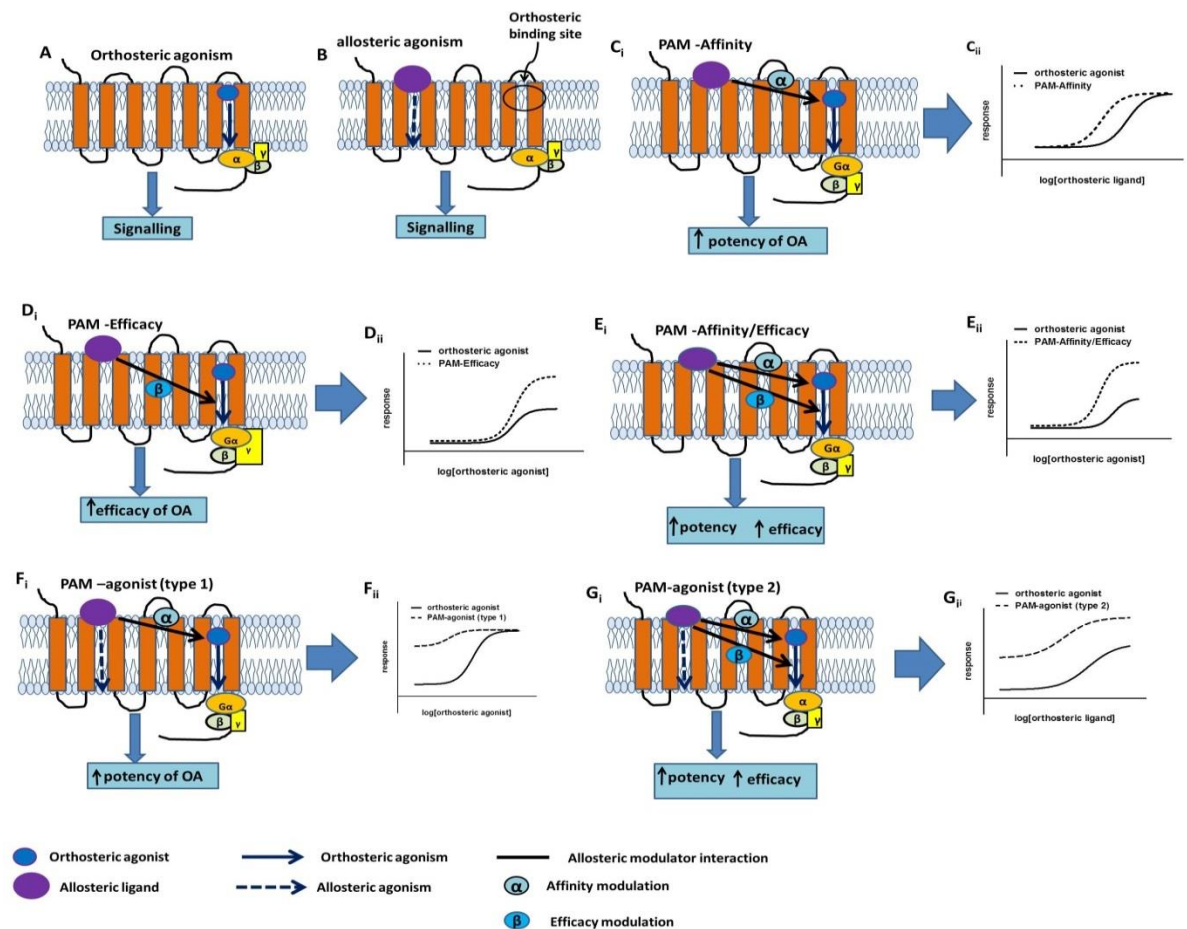 A
Orthosteric agonism
α
γ
β
Signalling
B
allosteric agonism
Orthosteric
binding site
α
γ
β
Signalling
Ci
PAM -Affinity
α
Gα
β
γ
↑ potency of OA
Cii
orthosteric agonist
PAM-Affinity
response
log[orthosteric ligand]
Di
PAM -Efficacy
β
Gα
β
γ
↑efficacy of OA
Dii
orthosteric agonist
PAM-Efficacy
response
log[orthosteric agonist]
Ei
PAM -Affinity/Efficacy
α
β
Gα
β
γ
↑potency ↑ efficacy
Eii
orthosteric agonist
PAM-Affinity/Efficacy
response
log[orthosteric agonist]
Fi
PAM –agonist (type 1)
α
Gα
β
γ
↑ potency of OA
Fii
orthosteric agonist
PAM-agonist (type 1)
response
log[orthosteric agonist]
Gi
PAM-agonist (type 2)
α
β
α
β
γ
↑potency ↑ efficacy
Gii
orthosteric agonist
PAM-agonist (type 2)
response
log[orthosteric ligand]
Orthosteric agonist
Orthosteric agonism
Allosteric modulator interaction
Allosteric ligand
Allosteric agonism
α
Affinity modulation
β
Efficacy modulation